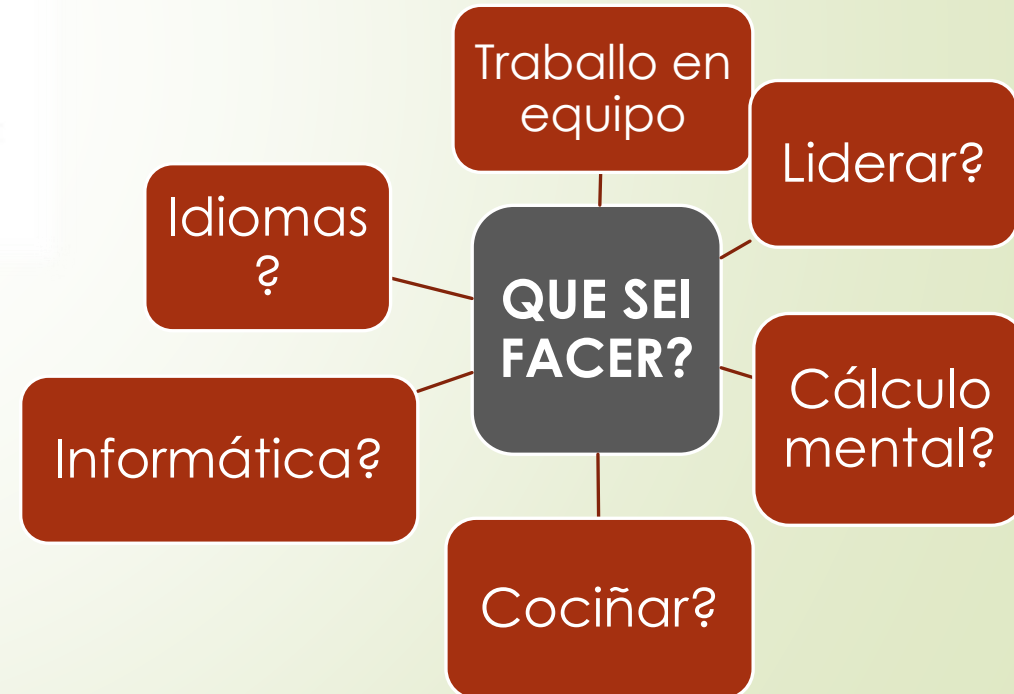 Traballo en
equipo
Liderar?
Idiomas
?
QUE SEI
FACER?
Cálculo
mental?
Informática?
Cociñar?